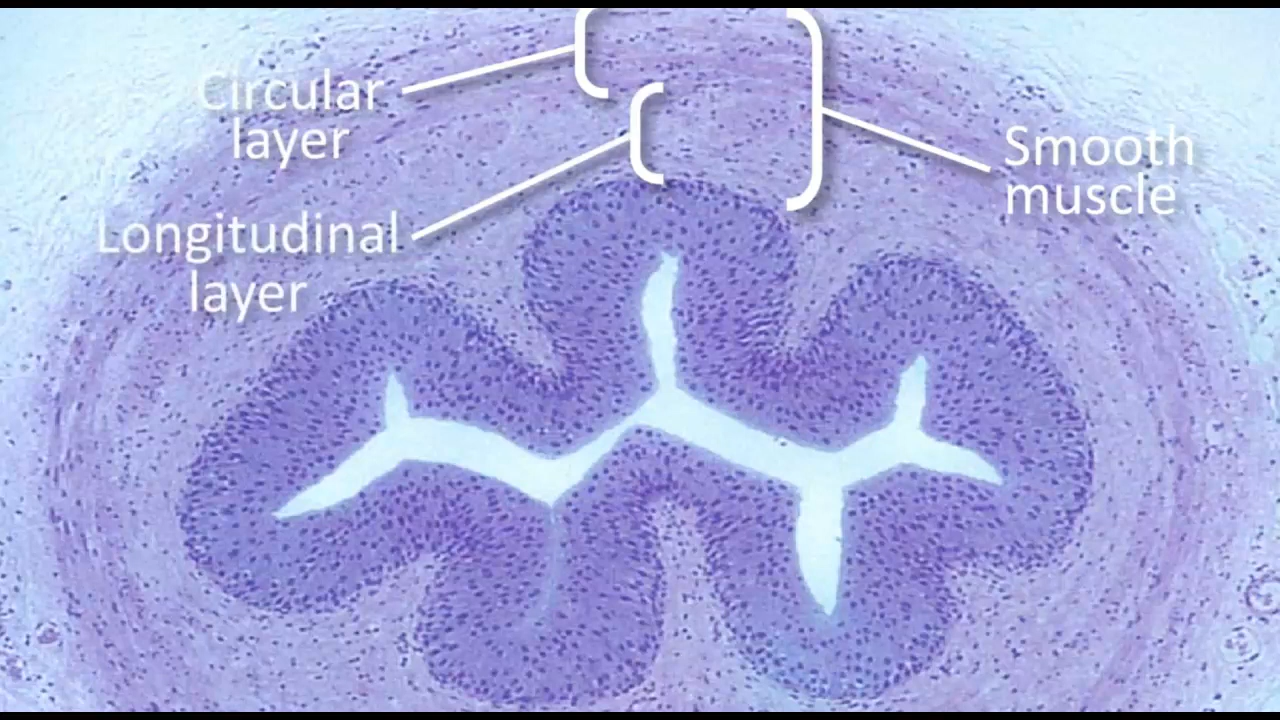 Circular
layer
Longitudinal
layer
Smooth
muscle